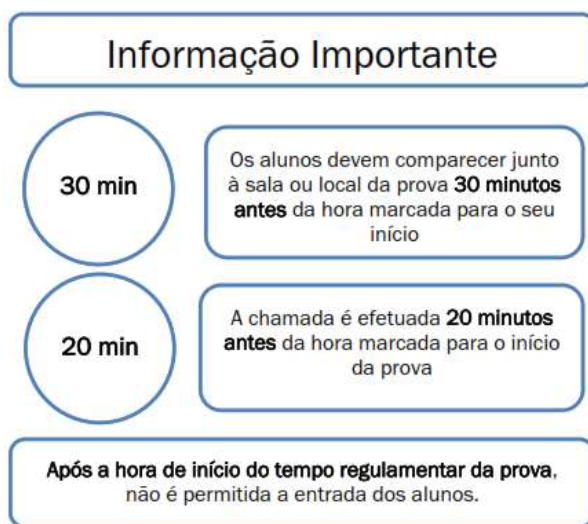 Informação Importante
30 min
Os alunos devem comparecer junto
à sala ou local da prova 30 minutos
antes da hora marcada para o seu
início
20 min
A chamada é efetuada 20 minutos
antes da hora marcada para o início
da prova
Após a hora de início do tempo regulamentar da prova,
não é permitida a entrada dos alunos.